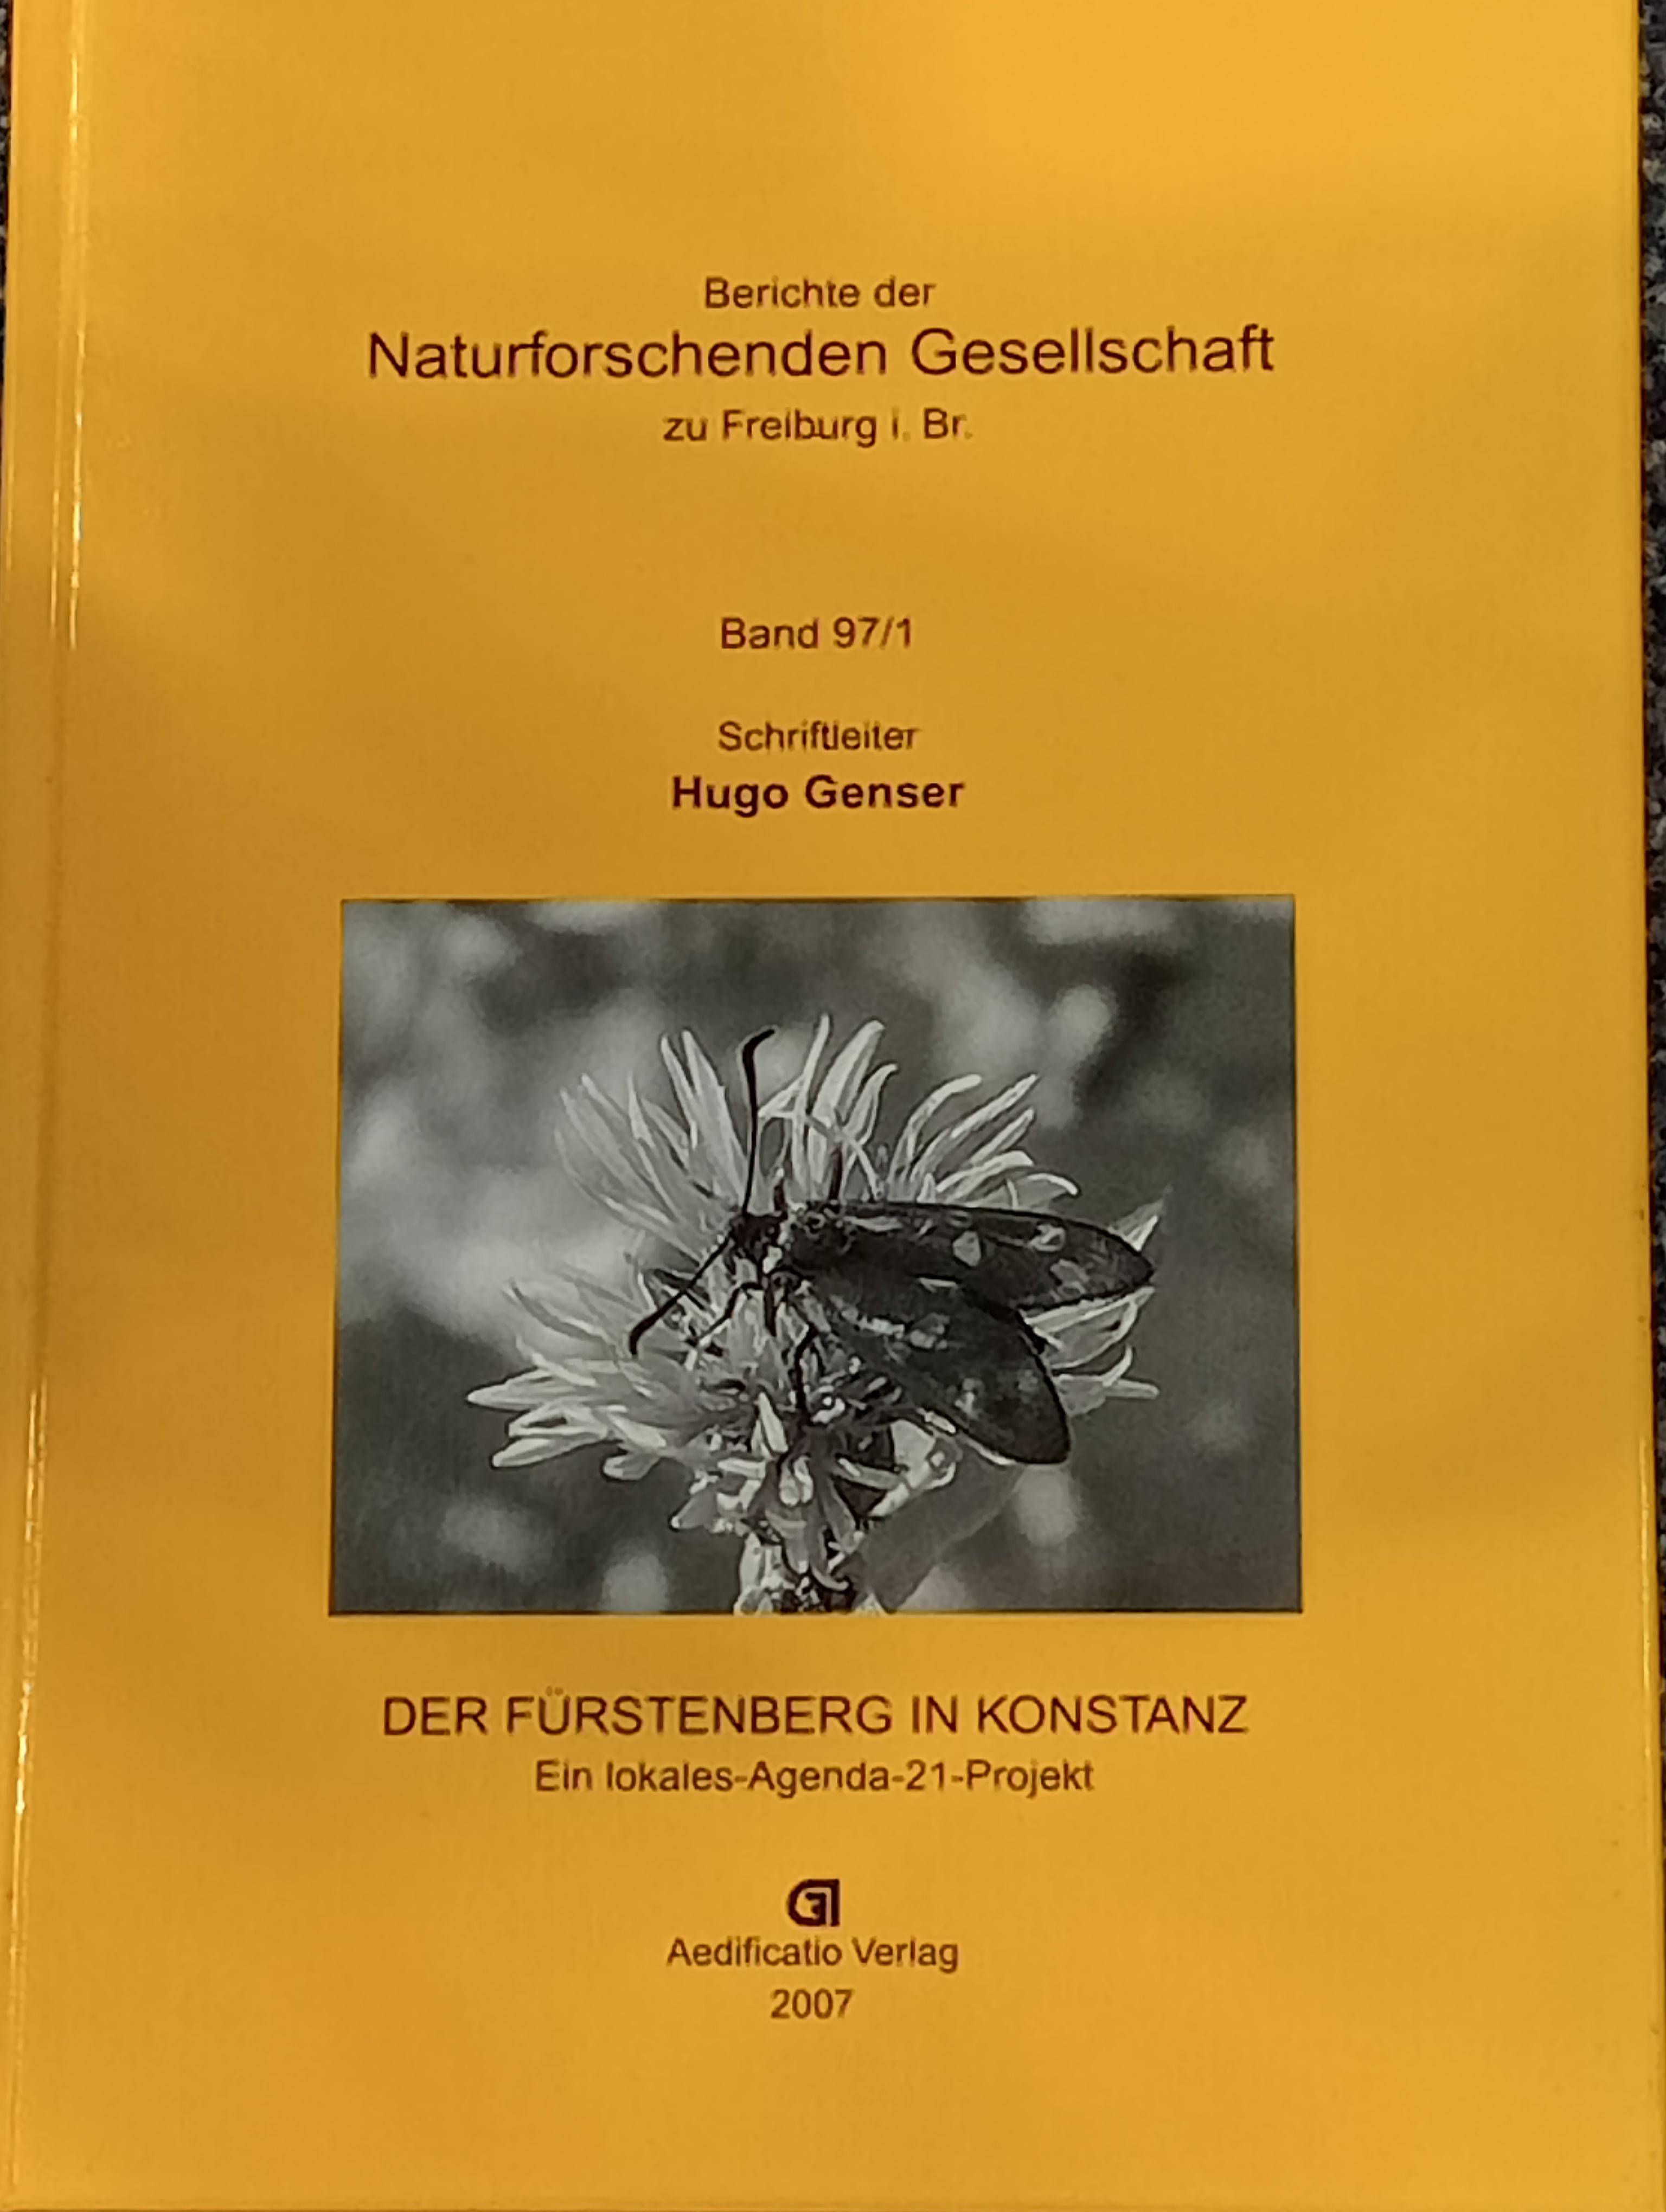 Berichte der
Naturforschenden Gesellschaft
zu Freiburg i. Br.
Band 97/1
Schriftleiter
Hugo Genser
DER FÜRSTENBERG IN KONSTANZ
Ein lokales-Agenda-21-Projekt
Aedificatio Verlag
2007